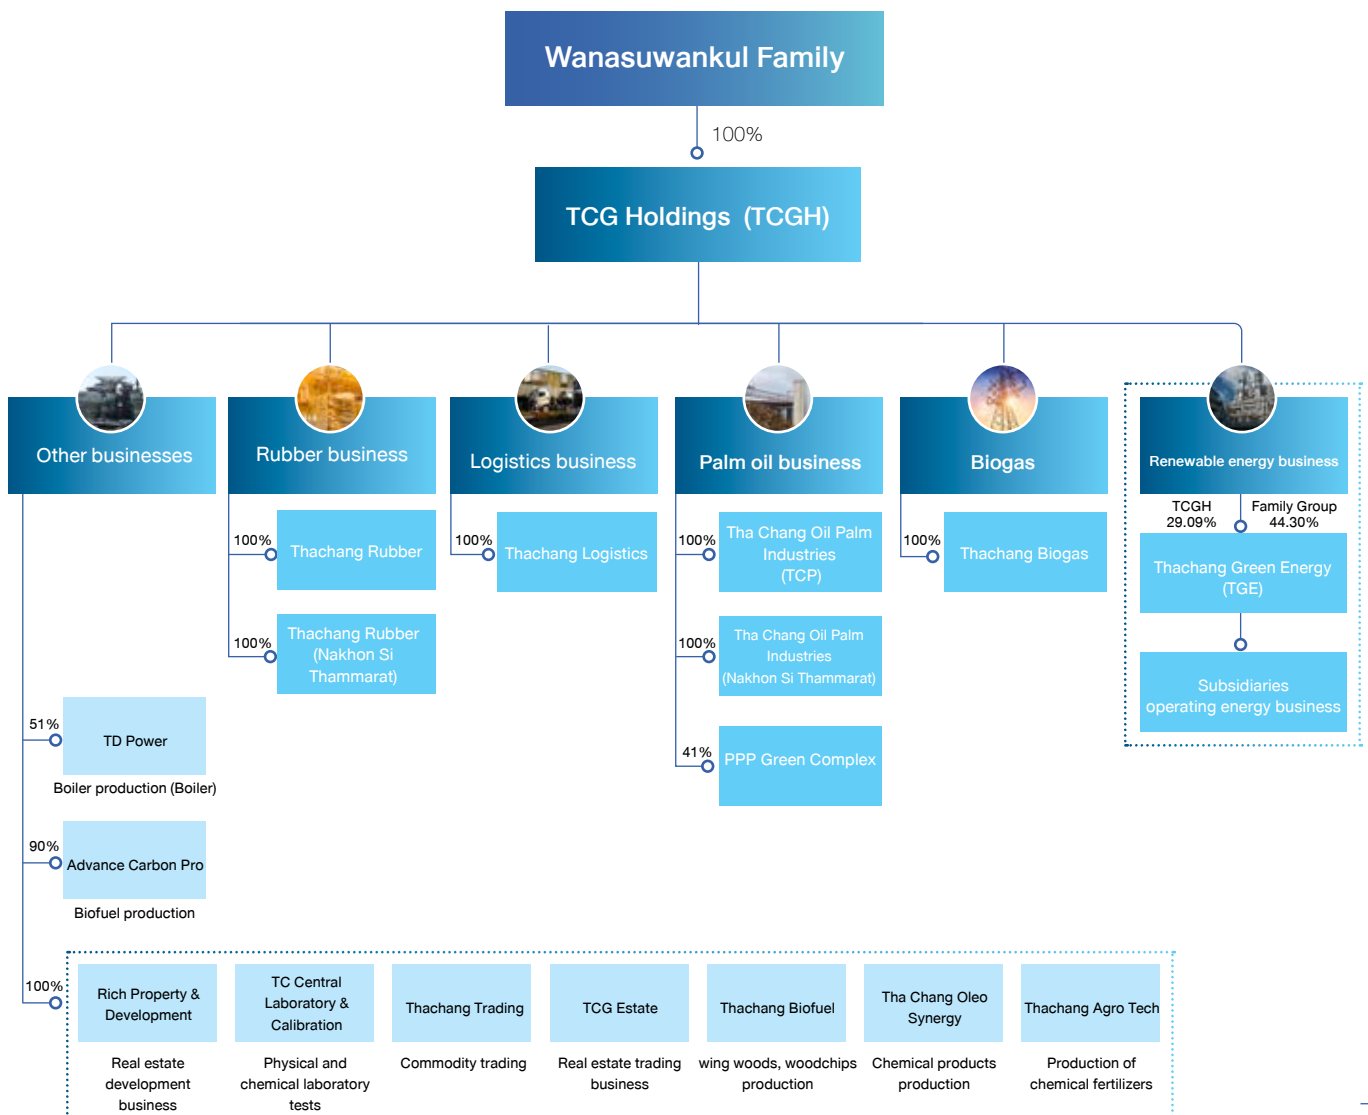 Wanasuwankul Family
100%
TCG Holdings (TCGH)
Other businesses
Rubber business
Logistics business
Palm oil business
Biogas
Renewable energy business
TCGH
29.09%
Family Group
44.30%
100%
Thachang Rubber
100%
Thachang Logistics
100%
Tha Chang Oil Palm
Industries
(TCP)
100%
Thachang Biogas
Thachang Green Energy
(TGE)
100%
Thachang Rubber
(Nakhon Si
Thammarat)
100%
Tha Chang Oil Palm
Industries
(Nakhon Si Thammarat)
Subsidiaries
operating energy business
51%
TD Power
Boiler production (Boiler)
41%
PPP Green Complex
90%
Advance Carbon Pro
Biofuel production
100%
Rich Property &
Development
Real estate
development
business
TC Central
Laboratory &
Calibration
Physical and
chemical laboratory
tests
Thachang Trading
Commodity trading
TCG Estate
Real estate trading
business
Thachang Biofuel
wing woods, woodchips
production
Tha Chang Oleo
Synergy
Chemical products
production
Thachang Agro Tech
Production of
chemical fertilizers